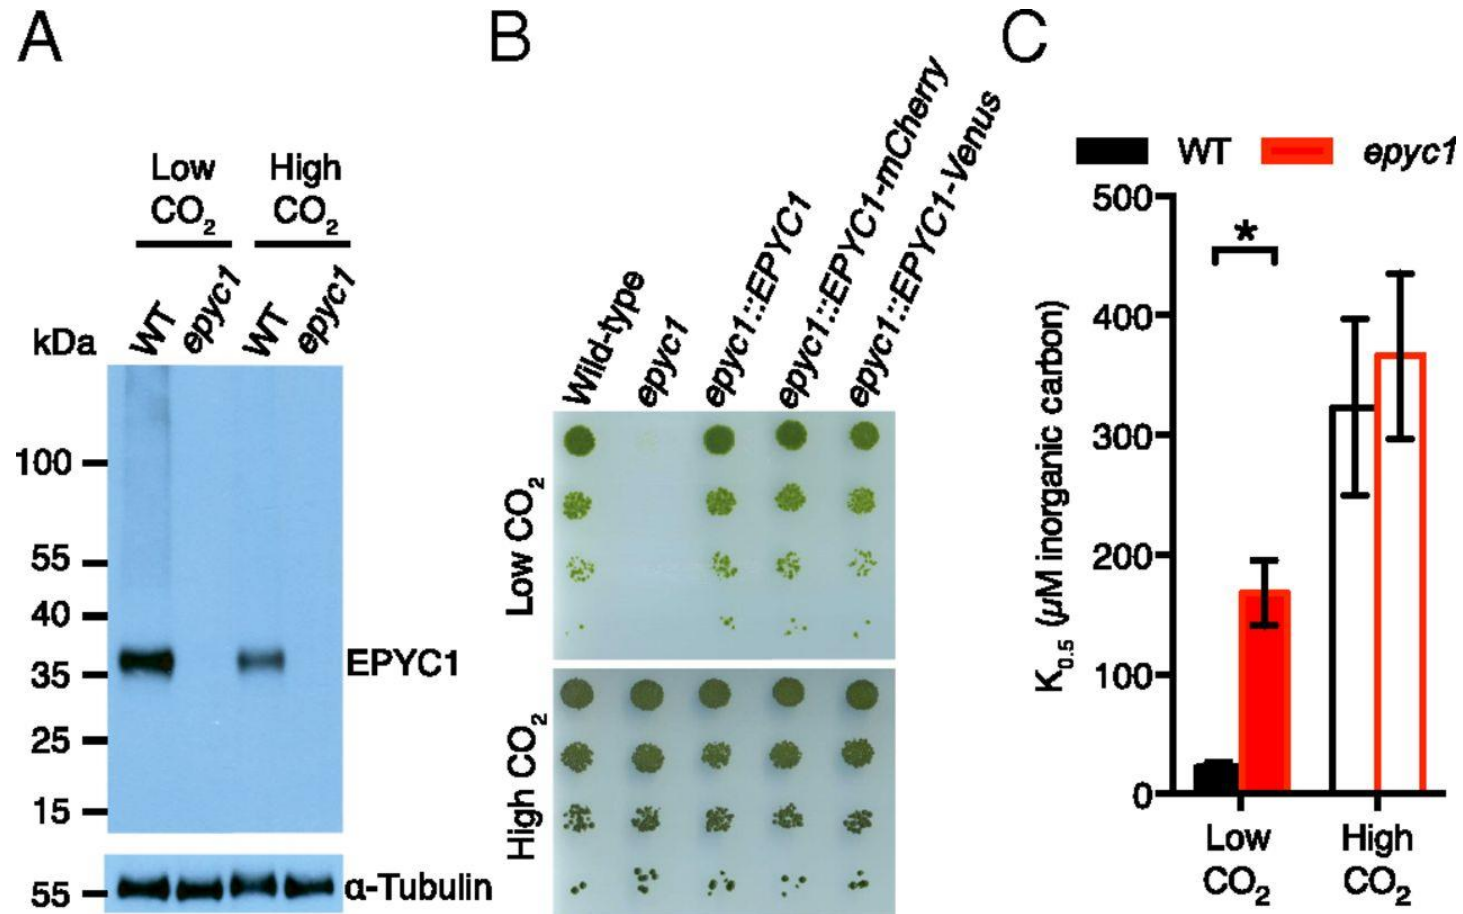 A
Low
CO2
High
CO2
kDa
WT
epyc1
WT
epyc1
100
55
40
35
25
15
55
EPYC1
α-Tubulin
B
Wild-type
epyc1
epyc1::EPYC1
epyc1::EPYC1-mCherry
epyc1::EPYC1-Venus
Low CO2
High CO2
C
WT
epyc1
K0.5 (µM inorganic carbon)
500
400
300
200
100
0
*
Low
CO2
High
CO2